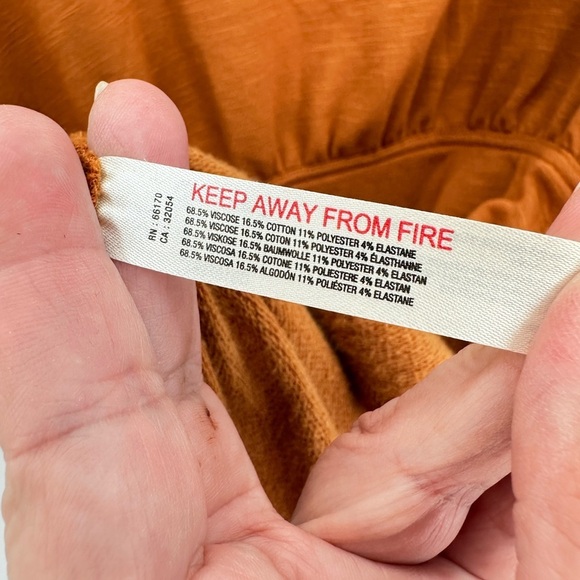 RN : 66170
CA : 32054
KEEP AWAY FROM FIRE
68.5% VISCOSE 16.5% COTTON 11% POLYESTER 4% ELASTANE
68.5% VISCOSE 16.5% COTON 11% POLYESTER 4% ÉLASTHANNE
68.5% VISKOSE 16.5% BAUMWOLLE 11% POLYESTER 4% ELASTAN
68.5% VISCOSA 16.5% COTONE 11% POLIESTERE 4% ELASTAN
68.5% VISCOSA 16.5% ALGODÓN 11% POLIÉSTER 4% ELASTANE